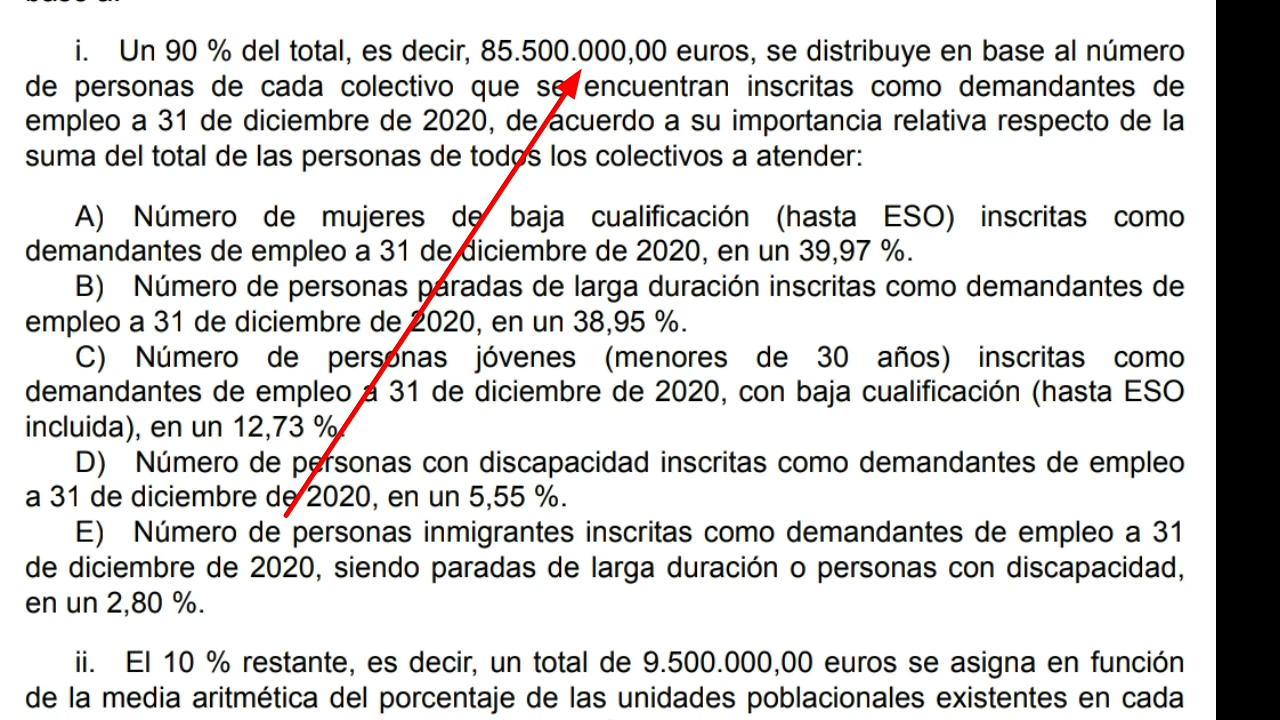 i. Un 90 % del total, es decir, 85.500.000,00 euros, se distribuye en base al número
de personas de cada colectivo que se encuentran inscritas como demandantes de
empleo a 31 de diciembre de 2020, de acuerdo a su importancia relativa respecto de la
suma del total de las personas de todos los colectivos a atender:
A) Número de mujeres de baja cualificación (hasta ESO) inscritas como
demandantes de empleo a 31 de diciembre de 2020, en un 39,97 %.
B) Número de personas paradas de larga duración inscritas como demandantes de
empleo a 31 de diciembre de 2020, en un 38,95 %.
C) Número de personas jóvenes (menores de 30 años) inscritas como
demandantes de empleo a 31 de diciembre de 2020, con baja cualificación (hasta ESO
incluida), en un 12,73 %.
D) Número de personas con discapacidad inscritas como demandantes de empleo
a 31 de diciembre de 2020, en un 5,55 %.
E) Número de personas inmigrantes inscritas como demandantes de empleo a 31
de diciembre de 2020, siendo paradas de larga duración o personas con discapacidad,
en un 2,80 %.
ii. El 10 % restante, es decir, un total de 9.500.000,00 euros se asigna en función
de la media aritmética del porcentaje de las unidades poblacionales existentes en cada